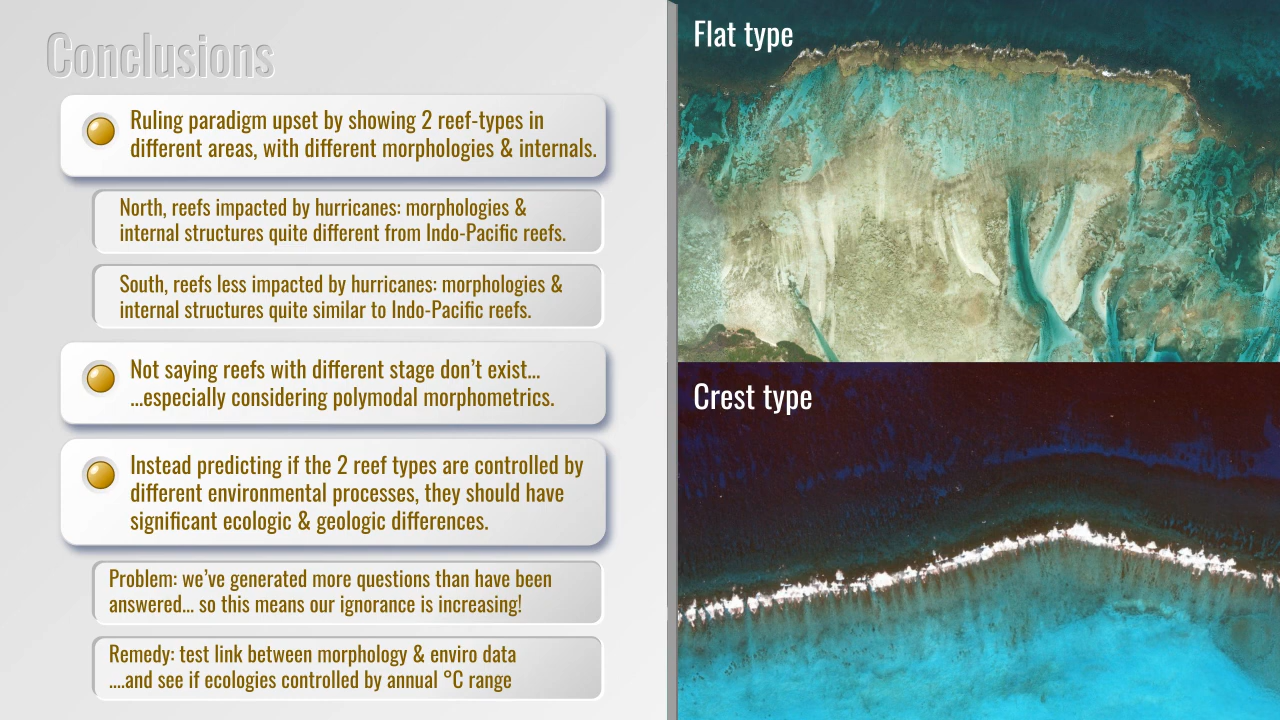 Conclusions
Ruling paradigm upset by showing 2 reef-types in
different areas, with different morphologies & internals.
North, reefs impacted by hurricanes: morphologies &
internal structures quite different from Indo-Pacific reefs.
South, reefs less impacted by hurricanes: morphologies &
internal structures quite similar to Indo-Pacific reefs.
Not saying reefs with different stage don’t exist...
...especially considering polymodal morphometrics.
Instead predicting if the 2 reef types are controlled by
different environmental processes, they should have
significant ecologic & geologic differences.
Problem: we’ve generated more questions than have been
answered... so this means our ignorance is increasing!
Remedy: test link between morphology & enviro data
....and see if ecologies controlled by annual °C range
Flat type
Crest type